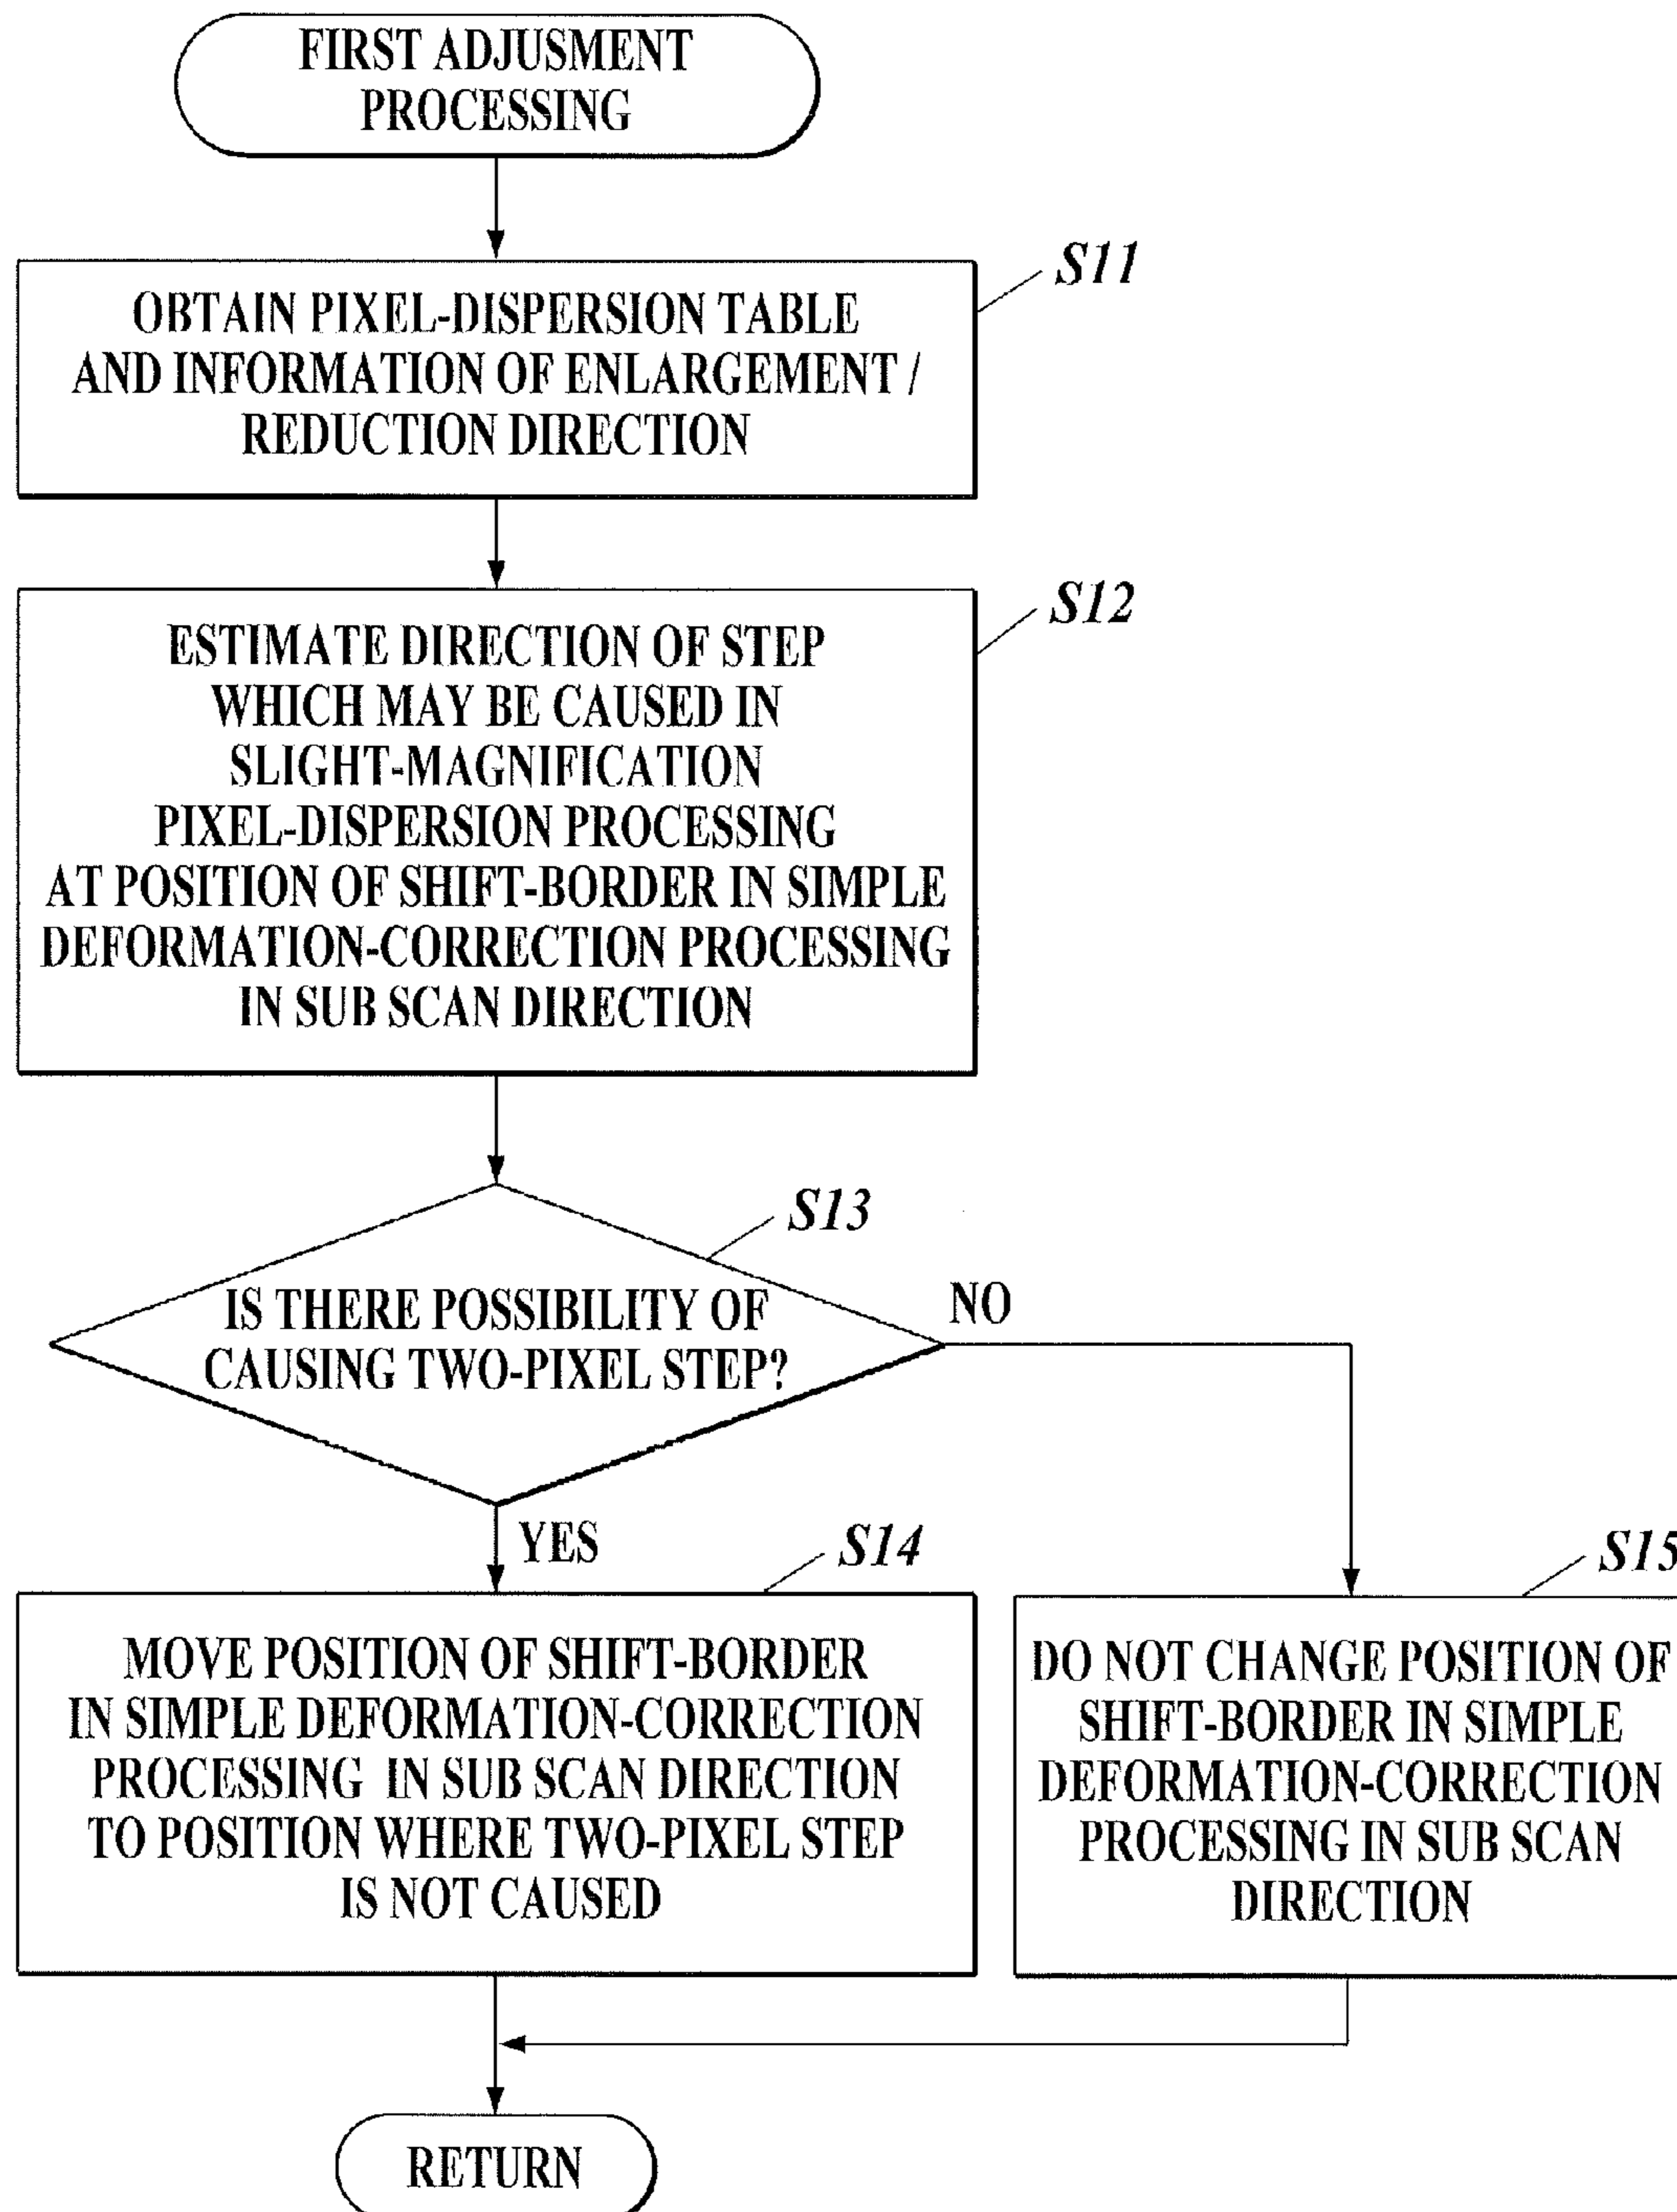 FIRST ADJUSMENT
PROCESSING
S11
OBTAIN PIXEL-DISPERSION TABLE
AND INFORMATION OF ENLARGEMENT /
REDUCTION DIRECTION
S12
ESTIMATE DIRECTION OF STEP
WHICH MAY BE CAUSED IN
SLIGHT-MAGNIFICATION
PIXEL-DISPERSION PROCESSING
AT POSITION OF SHIFT-BORDER IN SIMPLE
DEFORMATION-CORRECTION PROCESSING
IN SUB SCAN DIRECTION
S13
IS THERE POSSIBILITY OF
CAUSING TWO-PIXEL STEP?
NO
YES
S14
MOVE POSITION OF SHIFT-BORDER
IN SIMPLE DEFORMATION-CORRECTION
PROCESSING IN SUB SCAN DIRECTION
TO POSITION WHERE TWO-PIXEL STEP
IS NOT CAUSED
S15
DO NOT CHANGE POSITION OF
SHIFT-BORDER IN SIMPLE
DEFORMATION-CORRECTION
PROCESSING IN SUB SCAN
DIRECTION
RETURN